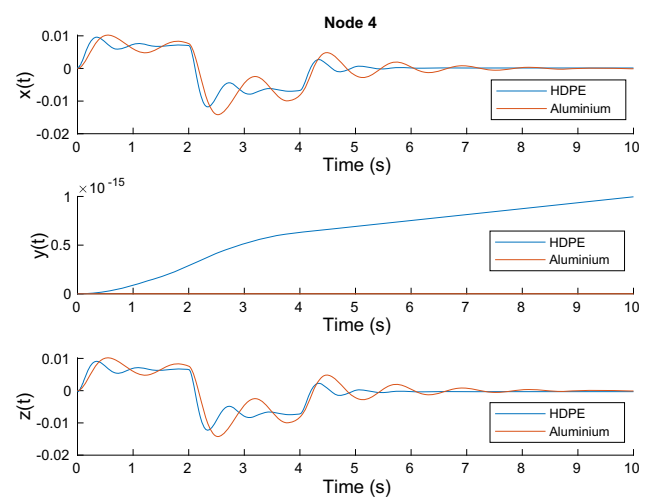 Node 4
0.01
0
-0.01
-0.02
x(t)
0 1 2 3 4 5 6 7 8 9 10
Time (s)
HDPE
Aluminium
×10 -15
1
0.5
0
y(t)
0 1 2 3 4 5 6 7 8 9 10
Time (s)
HDPE
Aluminium
0.01
0
-0.01
-0.02
z(t)
0 1 2 3 4 5 6 7 8 9 10
Time (s)
HDPE
Aluminium